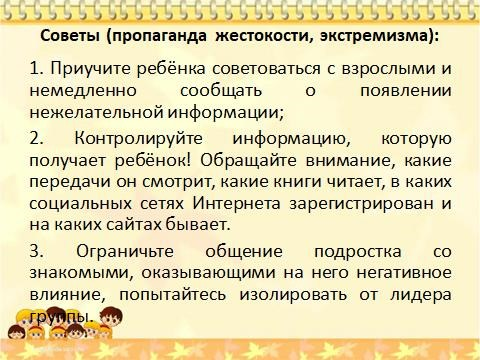 Советы (пропаганда жестокости, экстремизма):
1. Приучите ребёнка советоваться с взрослыми и
немедленно сообщать о появлении
нежелательной информации;
2. Контролируйте информацию, которую
получает ребёнок! Обращайте внимание, какие
передачи он смотрит, какие книги читает, в каких
социальных сетях Интернета зарегистрирован и
на каких сайтах бывает.
3. Ограничьте общение подростка со
знакомыми, оказывающими на него негативное
влияние, попытайтесь изолировать от лидера
группы.